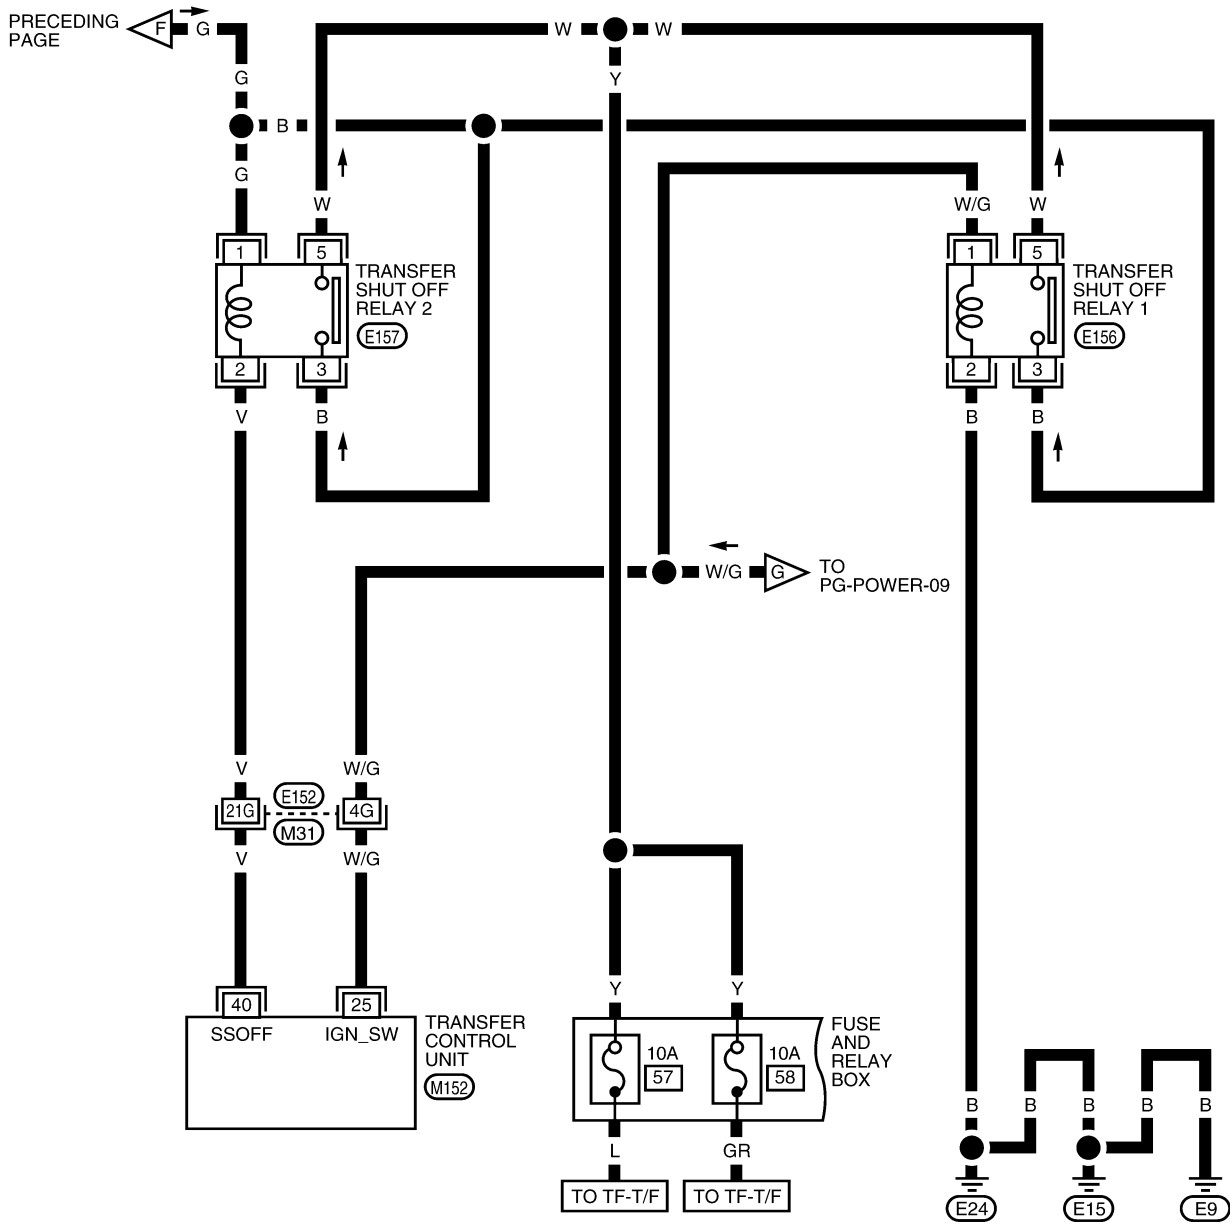 PRECEDING
PAGE
F
G
W
W
G
Y
B
G
W
W/G
W
1
5
1
5
TRANSFER
SHUT OFF
RELAY 2
E157
TRANSFER
SHUT OFF
RELAY 1
E156
2
3
2
3
V
B
B
B
W/G
G
TO
PG-POWER-09
V
W/G
21G
E152
M31
4G
V
W/G
Y
Y
40
25
SSOFF
IGN_SW
TRANSFER
CONTROL
UNIT
M152
10A
57
10A
58
FUSE
AND
RELAY
BOX
B
B
B
B
B
L
GR
TO TF-T/F
TO TF-T/F
E24
E15
E9